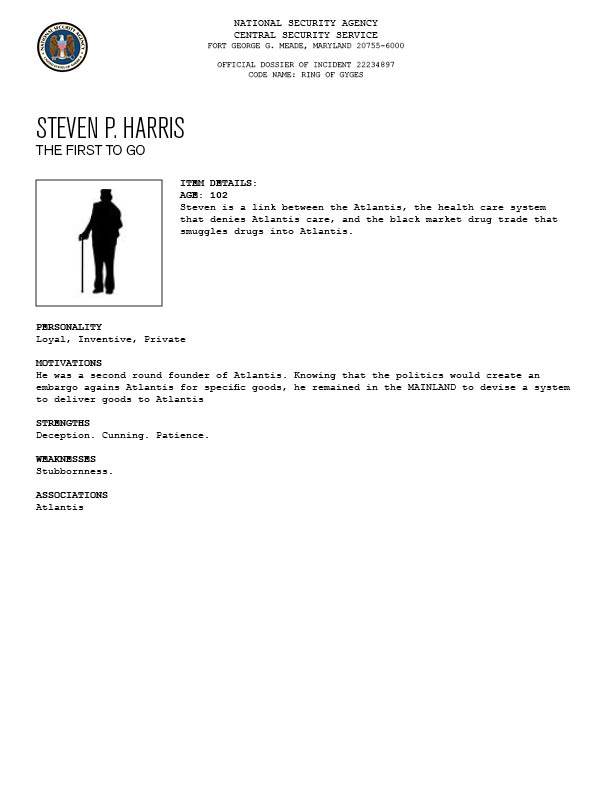 NATIONAL SECURITY AGENCY
CENTRAL SECURITY SERVICE
FORT GEORGE G. MEADE, MARYLAND 20755-6000
OFFICIAL DOSSIER OF INCIDENT 22234897
CODE NAME: RING OF GYGES
STEVEN P. HARRIS
THE FIRST TO GO
ITEM DETAILS:
AGE: 102
Steven is a link between the Atlantis, the health care system
that denies Atlantis care, and the black market drug trade that
smuggles drugs into Atlantis.
PERSONALITY
Loyal, Inventive, Private
MOTIVATIONS
He was a second round founder of Atlantis. Knowing that the politics would create an
embargo agains Atlantis for specific goods, he remained in the MAINLAND to devise a system
to deliver goods to Atlantis
STRENGTHS
Deception. Cunning. Patience.
WEAKNESSES
Stubbornness.
ASSOCIATIONS
Atlantis